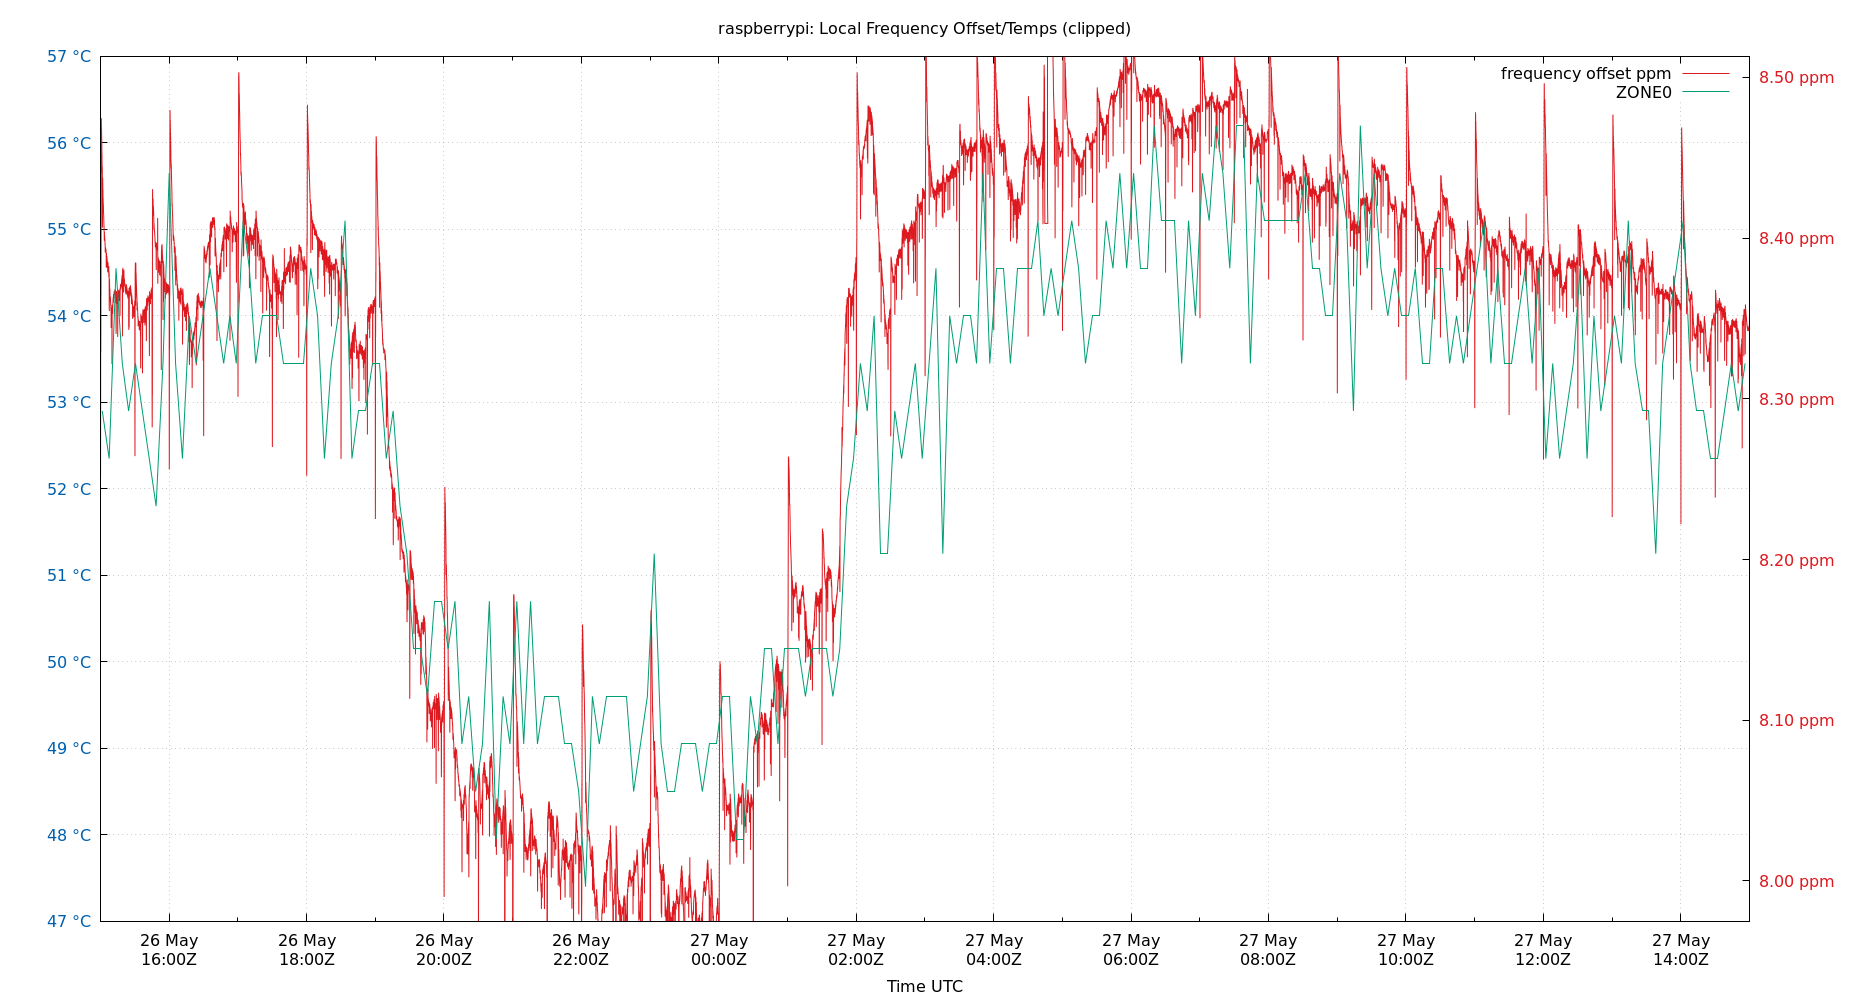 raspberrypi: Local Frequency Offset/Temps (clipped)
57 °C
56 °C
55 °C
54 °C
53 °C
52 °C
51 °C
50 °C
49 °C
48 °C
47 °C
frequency offset ppm
ZONE0
8.50 ppm
8.40 ppm
8.30 ppm
8.20 ppm
8.10 ppm
8.00 ppm
26 May
16:00Z
26 May
18:00Z
26 May
20:00Z
26 May
22:00Z
27 May
00:00Z
27 May
02:00Z
27 May
04:00Z
27 May
06:00Z
27 May
08:00Z
27 May
10:00Z
27 May
12:00Z
27 May
14:00Z
Time UTC